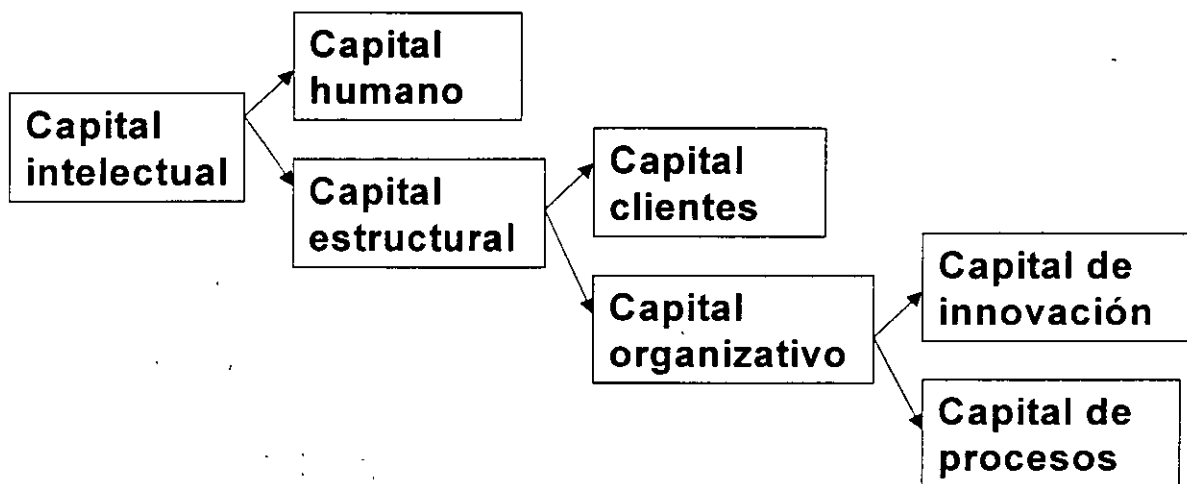 Capital
humano
Capital
intelectual
Capital
estructural
Capital
clientes
Capital
organizativo
Capital de
innovación
Capital de
procesos